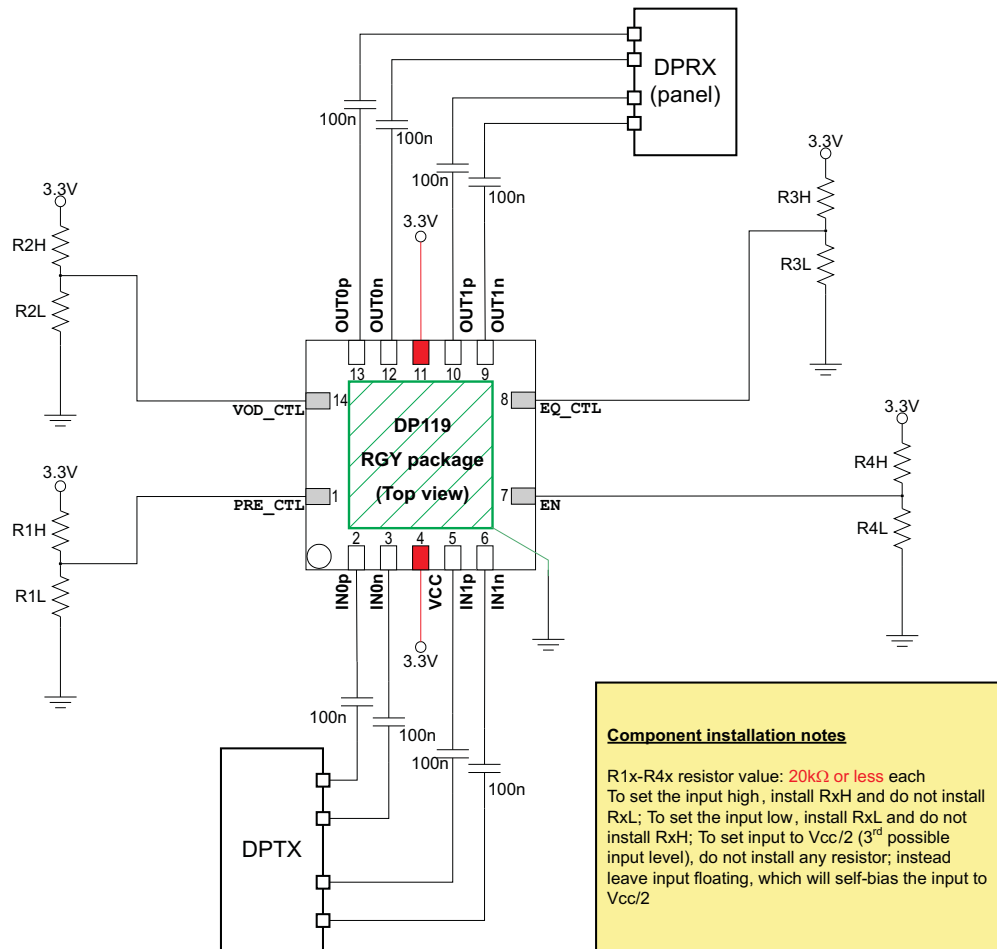 DPRX
(panel)
100n
100n
100n
100n
3.3V
R3H
R3L
3.3V
R2H
R2L
3.3V
OUT0p
OUT0n
OUT1p
OUT1n
13
12
11
10
9
14
VOD_CTL
8
EQ_CTL
DP119
RGY package
(Top view)
3.3V
R4H
R4L
3.3V
R1H
R1L
1
PRE_CTL
7
EN
2
3
4
5
6
IN0p
IN0n
VCC
IN1p
IN1n
3.3V
100n
100n
100n
100n
DPTX
Component installation notes
R1x-R4x resistor value: 20kΩ or less each
To set the input high, install RxH and do not install
RxL; To set the input low, install RxL and do not
install RxH; To set input to Vcc/2 (3rd possible
input level), do not install any resistor; instead
leave input floating, which will self-bias the input to
Vcc/2